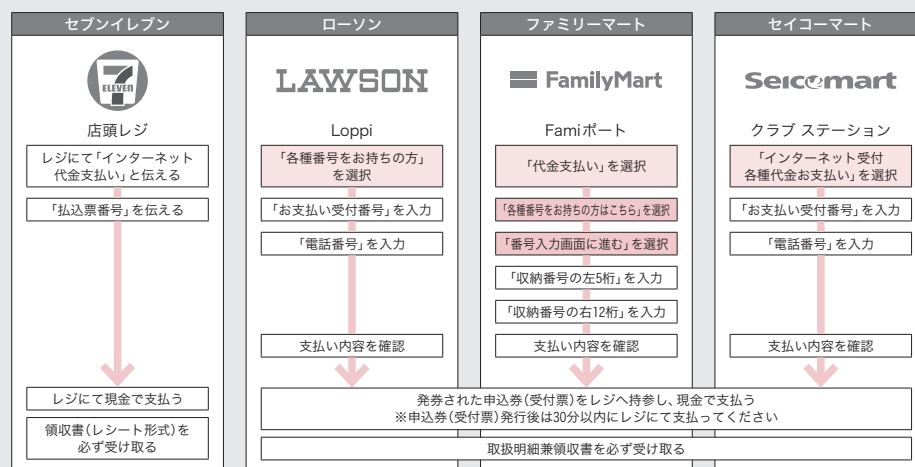 セブンイレブン
7
ELEVEN
店頭レジ
レジにて「インターネット
代金支払い」と伝える
「払込票番号」を伝える
レジにて現金で支払う
領収書(レシート形式)を
必ず受け取る
ローソン
LAWSON
Loppi
「各種番号をお持ちの方」
を選択
「お支払い受付番号」を入力
「電話番号」を入力
支払い内容を確認
ファミリーマート
FamilyMart
Famiポート
「代金支払い」を選択
「各種番号をお持ちの方はこちら」を選択
「番号入力画面に進む」を選択
「収納番号の左5桁」を入力
「収納番号の右12桁」を入力
支払い内容を確認
セイコーマート
Seicomart
クラブ ステーション
「インターネット受付
各種代金お支払い」を選択
「お支払い受付番号」を入力
「電話番号」を入力
支払い内容を確認
発券された申込券(受付票)をレジへ持参し、現金で支払う
※申込券(受付票)発行後は30分以内にレジにて支払ってください
取扱明細兼領収書を必ず受け取る